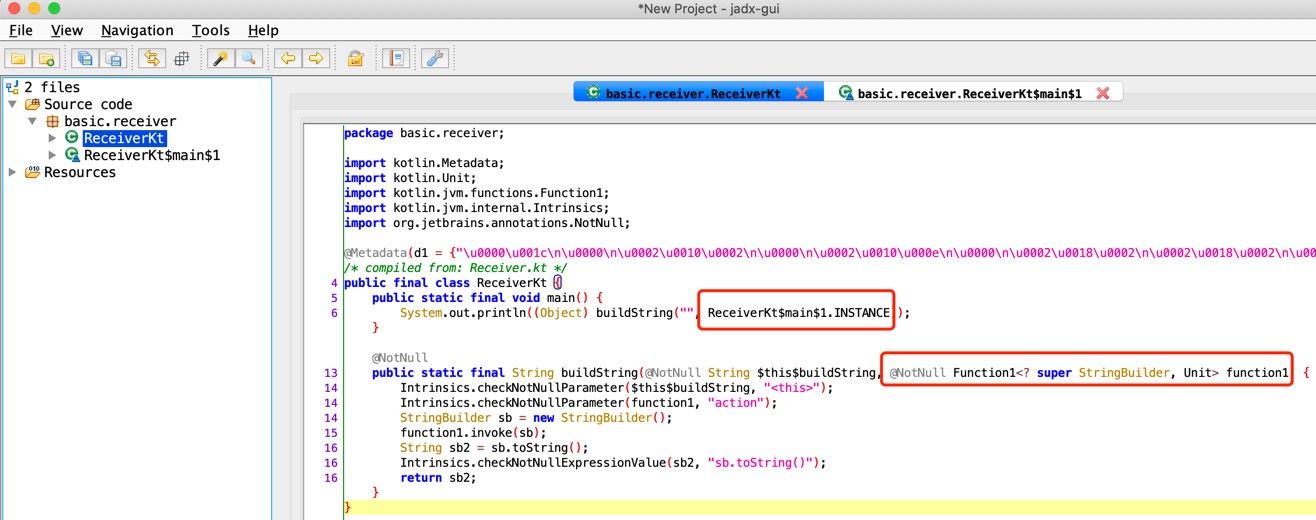 *New Project - jadx-gui
File View Navigation Tools Help
2 files
Source code
basic.receiver
ReceiverKt
ReceiverKt$main$1
Resources
basic.receiver.ReceiverKt
basic.receiver.ReceiverKt$main$1
package basic.receiver;
import kotlin.Metadata;
import kotlin.Unit;
import kotlin.jvm.functions.Function1;
import kotlin.jvm.internal.Intrinsics;
import org.jetbrains.annotations.NotNull;
@Metadata(d1 = {"\u0000\u001c\n\u0000\n\u0002\u0010\u0002\n\u0000\n\u0002\u0010\u000e\n\u0000\n\u0002\u0018\u0002\n\u0002\u0018\u0002\n\u00
/* compiled from: Receiver.kt */
4 public final class ReceiverKt {
5 public static final void main() {
6 System.out.println((Object) buildString("", ReceiverKt$main$1.INSTANCE));
}
@NotNull
13 public static final String buildString(@NotNull String $this$buildString, @NotNull Function1<? super StringBuilder, Unit> function1) {
14 Intrinsics.checkNotNullParameter($this$buildString, "<this>");
14 Intrinsics.checkNotNullParameter(function1, "action");
14 StringBuilder sb = new StringBuilder();
15 function1.invoke(sb);
16 String sb2 = sb.toString();
16 Intrinsics.checkNotNullExpressionValue(sb2, "sb.toString()");
16 return sb2;
}
}